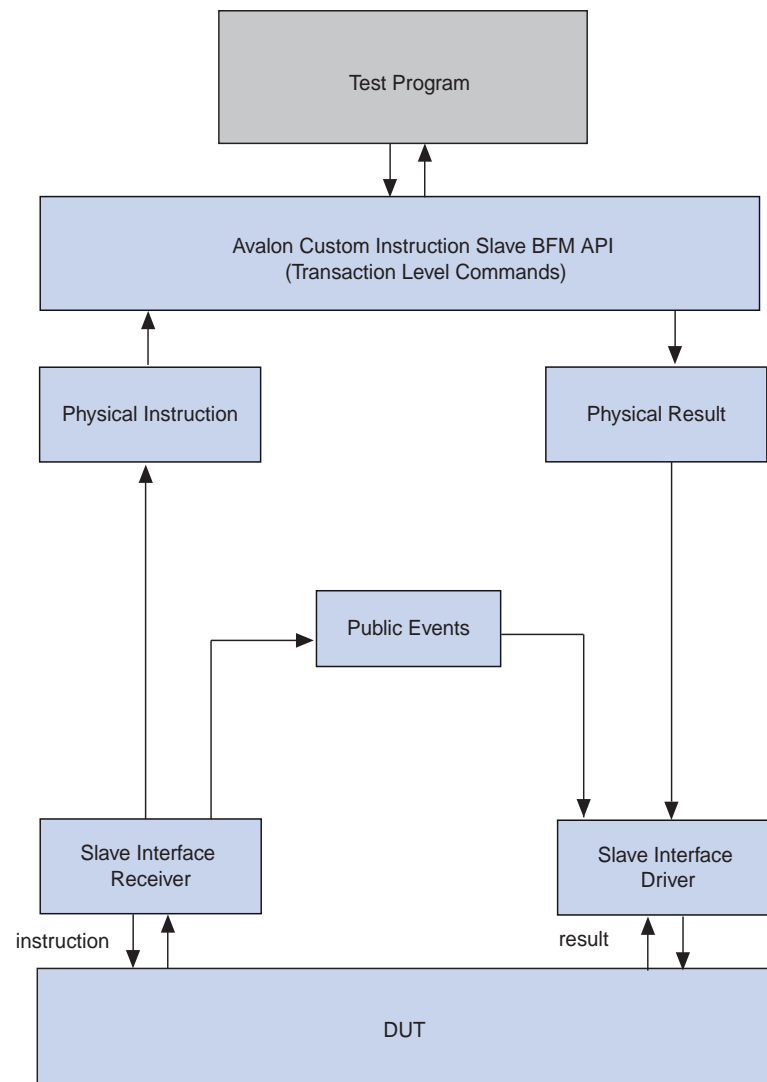 Test Program
Avalon Custom Instruction Slave BFM API
(Transaction Level Commands)
Physical Instruction
Physical Result
Public Events
Slave Interface
Receiver
Slave Interface
Driver
instruction
result
DUT